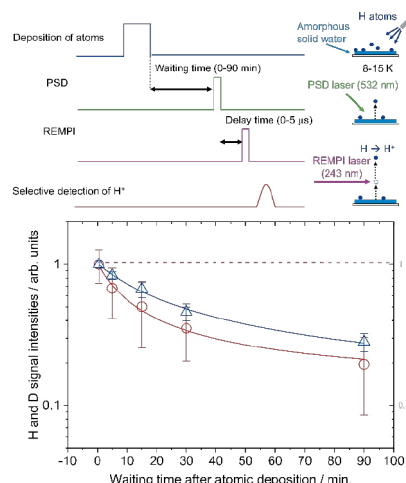 H atoms
Amorphous
solid water
Deposition of atoms
8-15 K
Waiting time (0-90 min)
PSD laser (532 nm)
PSD
Delay time (0-5 μs)
H → H⁺
REMPI
REMPI laser
(243 nm)
Selective detection of H⁺
H and D signal intensities / arb. units
1
0.1
1
0.
-10 0 10 20 30 40 50 60 70 80 90 100
Waiting time after atomic deposition / min.